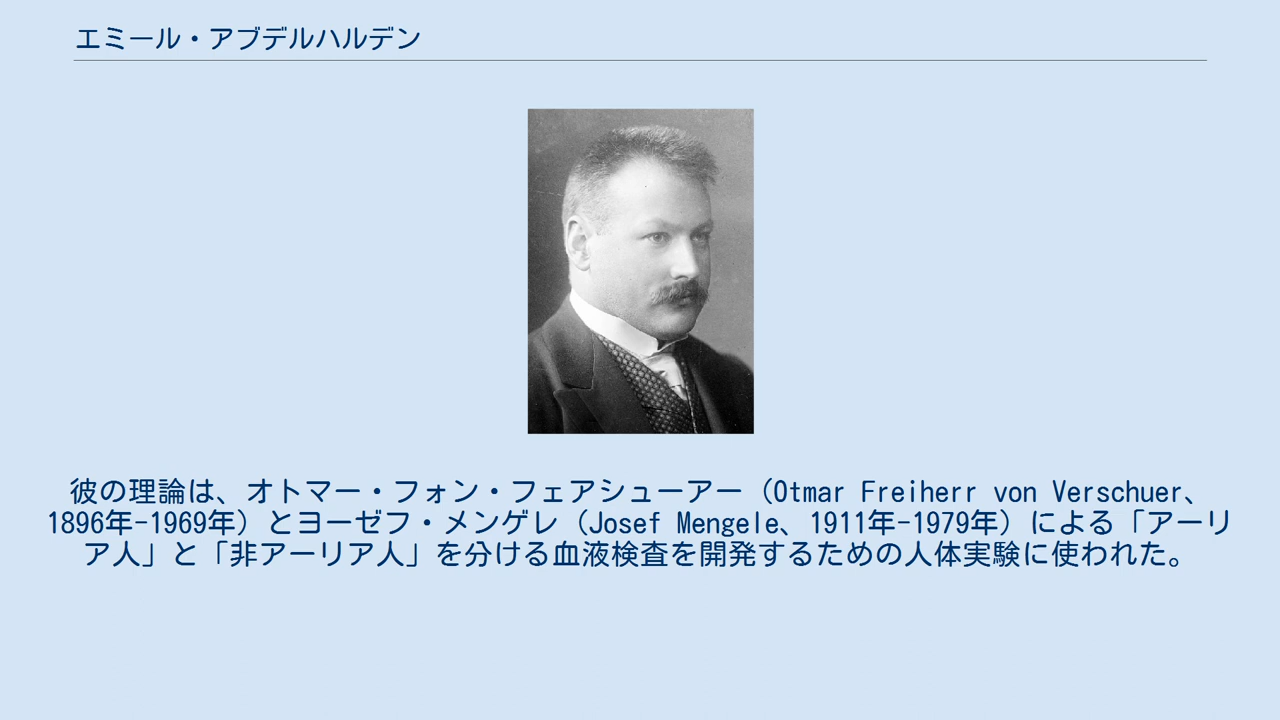 エミール・アブデルハルデン
彼の理論は、オトマー・フォン・フェアシューアー（Otmar Freiherr von Verschuer、
1896年-1969年）とヨーゼフ・メンゲレ（Josef Mengele、1911年-1979年）による「アーリ
ア人」と「非アーリア人」を分ける血液検査を開発するための人体実験に使われた。